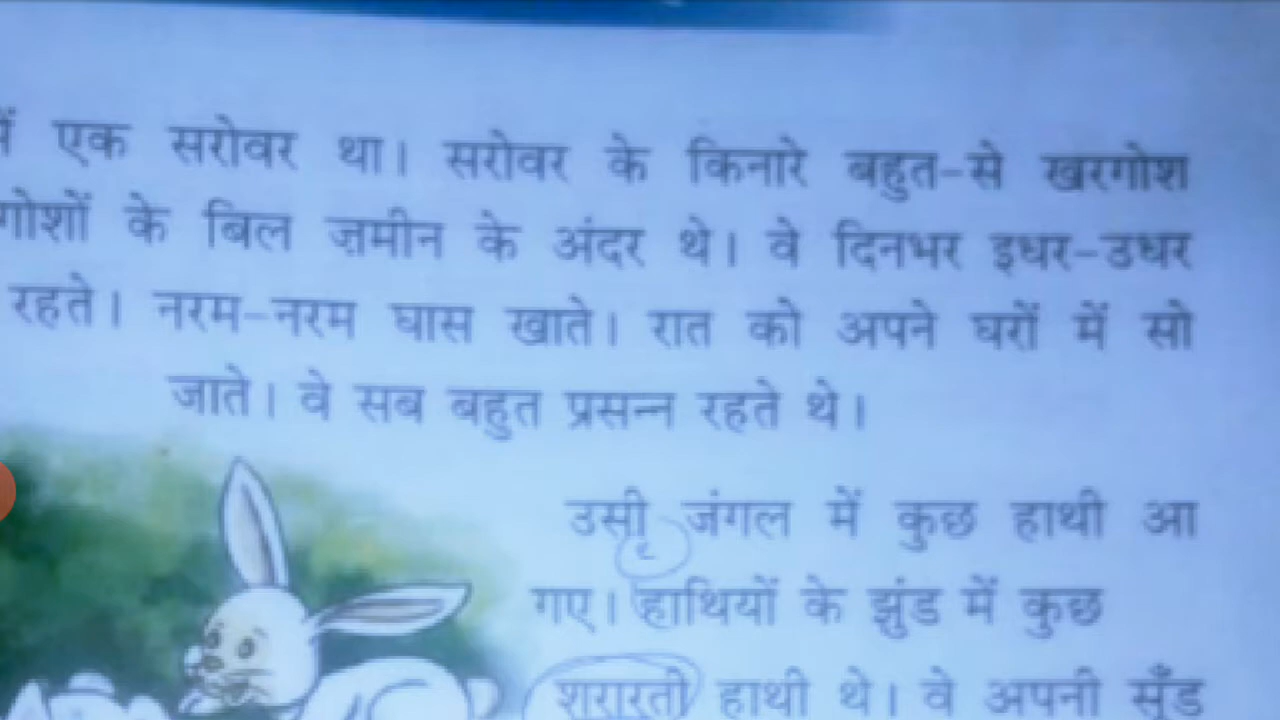 में एक सरोवर था। सरोवर के किनारे बहुत-से खरगोश
गोशों के बिल ज़मीन के अंदर थे। वे दिनभर इधर-उधर
रहते। नरम-नरम घास खाते। रात को अपने घरों में सो
जाते। वे सब बहुत प्रसन्न रहते थे।
उसी जंगल में कुछ हाथी आ
गए। हाथियों के झुंड में कुछ
शरारती हाथी थे। वे अपनी सूँड